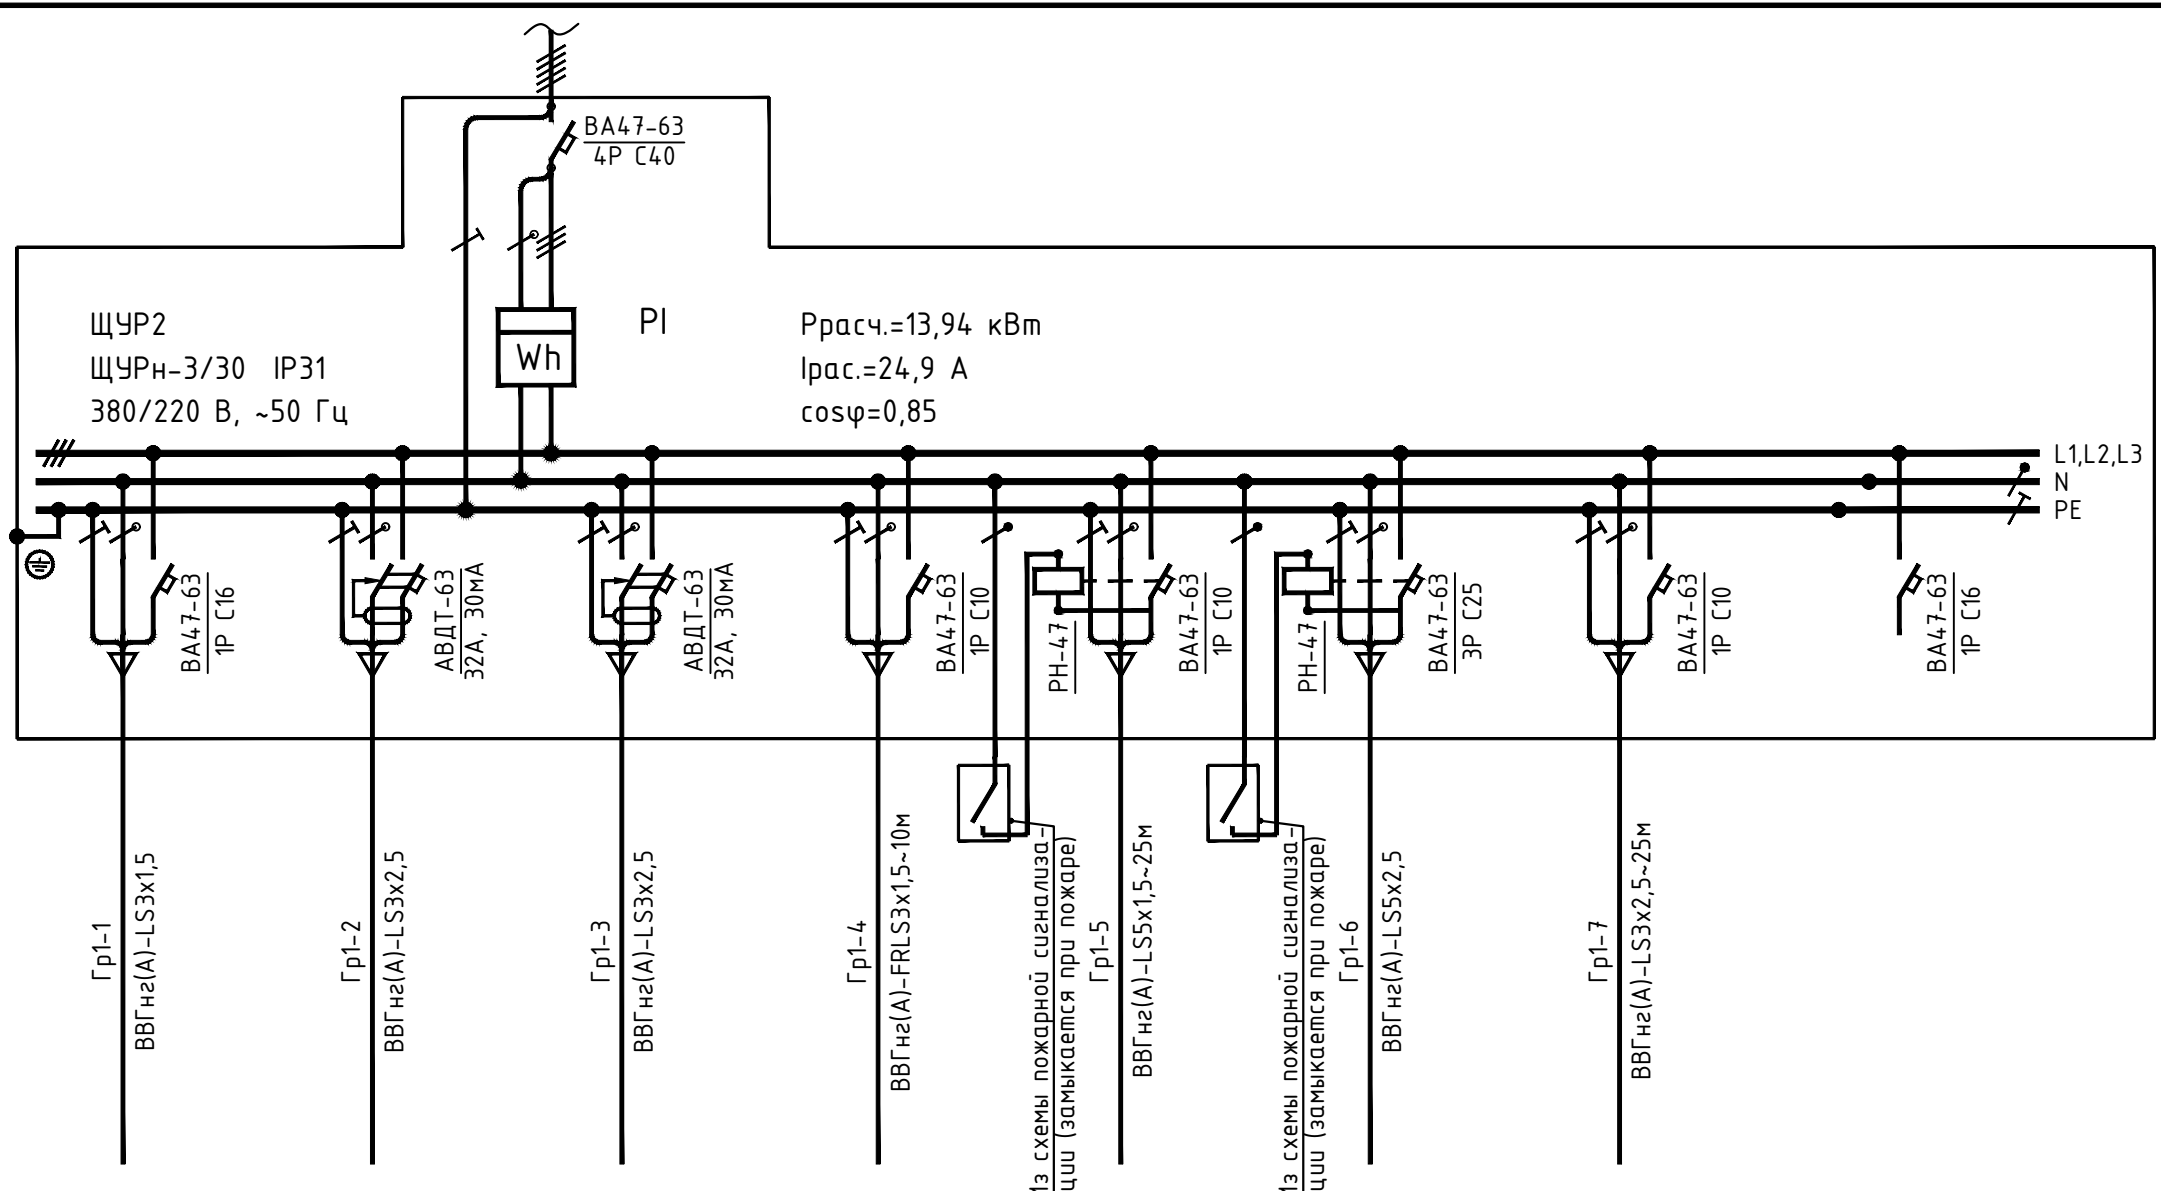 ВА47-63
4Р С40
ЩУР2
ЩУРн-3/30 IP31
380/220 В, ~50 Гц
Wh
PI
Ррасч.=13,94 кВт
Iрас.=24,9 А
cosφ=0,85
L1,L2,L3
N
PE
ВА47-63
1Р С16
АВДТ-63
32А, 30мА
АВДТ-63
32А, 30мА
ВА47-63
1Р С10
РН-47
ВА47-63
1Р С10
РН-47
ВА47-63
3Р С25
ВА47-63
1Р С10
ВА47-63
1Р С16
Гр1-1
ВВГнг(А)-LS3х1,5
Гр1-2
ВВГнг(А)-LS3х2,5
Гр1-3
ВВГнг(А)-LS3х2,5
Гр1-4
ВВГнг(А)-FRLS3х1,5~10м
Из схемы пожарной сигнализа-
ции (замыкается при пожаре)
Гр1-5
ВВГнг(А)-LS5х1,5~25м
Из схемы пожарной сигнализа-
ции (замыкается при пожаре)
Гр1-6
ВВГнг(А)-LS5х2,5
Гр1-7
ВВГнг(А)-LS3х2,5~25м